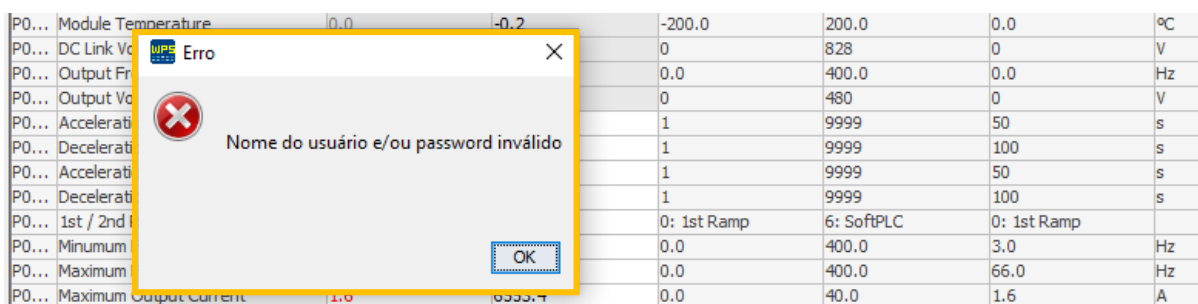 P0... Module Temperature 0.0 -0.2 -200.0 200.0 0.0 ºC
P0... DC Link Vo 0 828 0 V
WPS Erro
P0... Output Fr 0.0 400.0 0.0 Hz
P0... Output Vo 0 480 0 V
P0... Accelerati 1 9999 50 s
Nome do usuário e/ou password inválido
P0... Decelerati 1 9999 100 s
P0... Accelerati 1 9999 50 s
P0... Decelerati 1 9999 100 s
P0... 1st / 2nd 0: 1st Ramp 6: SoftPLC 0: 1st Ramp
P0... Minumum 0.0 400.0 3.0 Hz
OK
P0... Maximum 0.0 400.0 66.0 Hz
P0... Maximum Output Current 1.6 6553.4 0.0 40.0 1.6 A